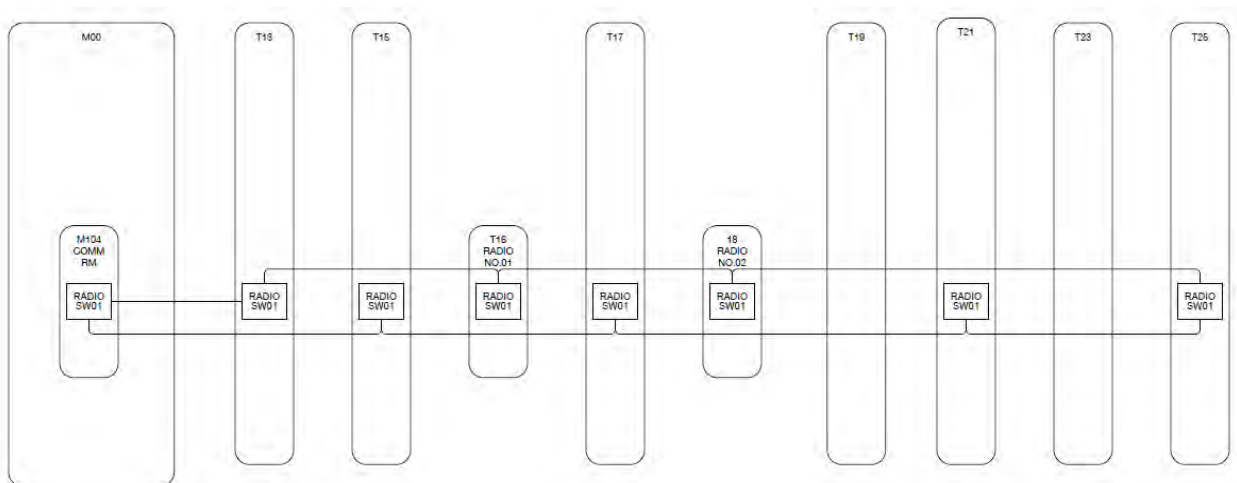 M00
T13
T15
T17
T19
T21
T23
T25
M104
COMM
RM
T16
RADIO
NO.01
18
RADIO
NO.02
RADIO
SW01
RADIO
SW01
RADIO
SW01
RADIO
SW01
RADIO
SW01
RADIO
SW01
RADIO
SW01
RADIO
SW01